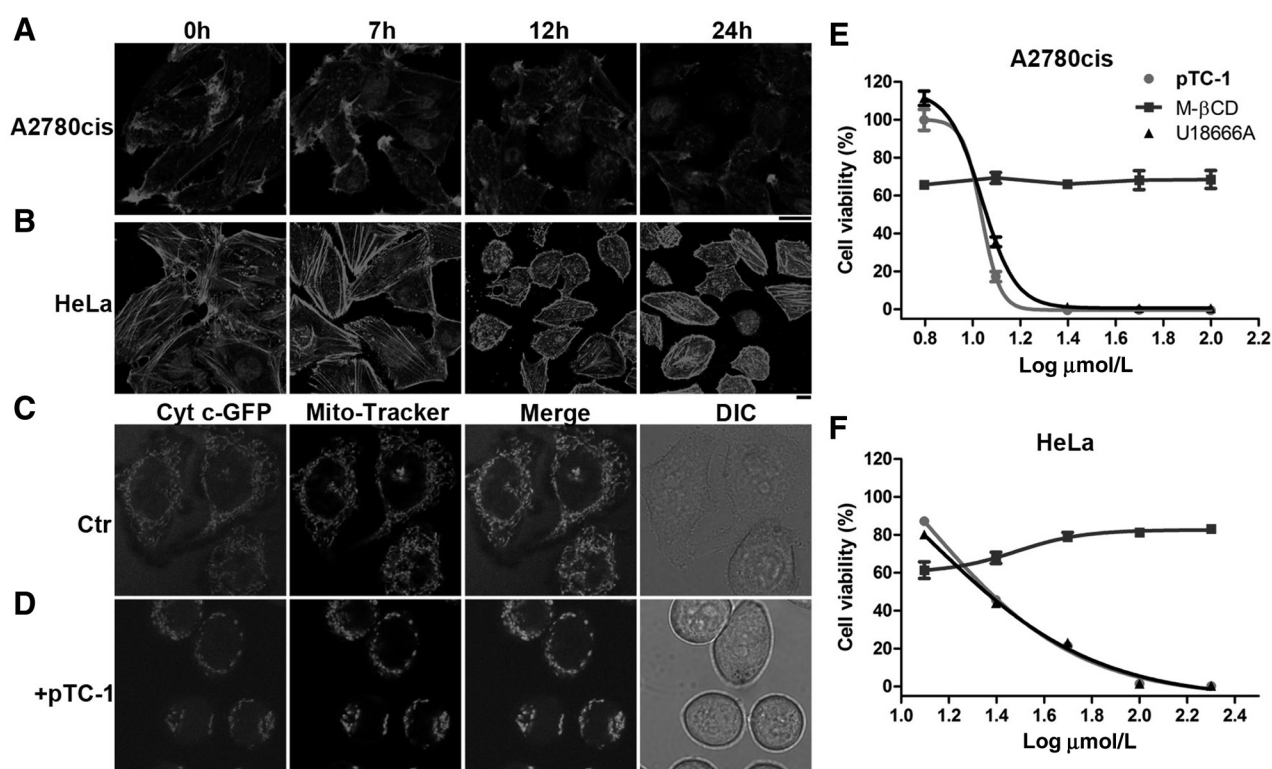 A
0h 7h 12h 24h
A2780cis
B
HeLa
C
Cyt c-GFP Mito-Tracker Merge DIC
Ctr
D
+pTC-1
E
A2780cis
pTC-1
M-βCD
U18666A
Cell viability (%)
120
100
80
60
40
20
0
0.8 1.0 1.2 1.4 1.6 1.8 2.0 2.2
Log μmol/L
F
HeLa
Cell viability (%)
120
100
80
60
40
20
0
1.0 1.2 1.4 1.6 1.8 2.0 2.2 2.4
Log μmol/L